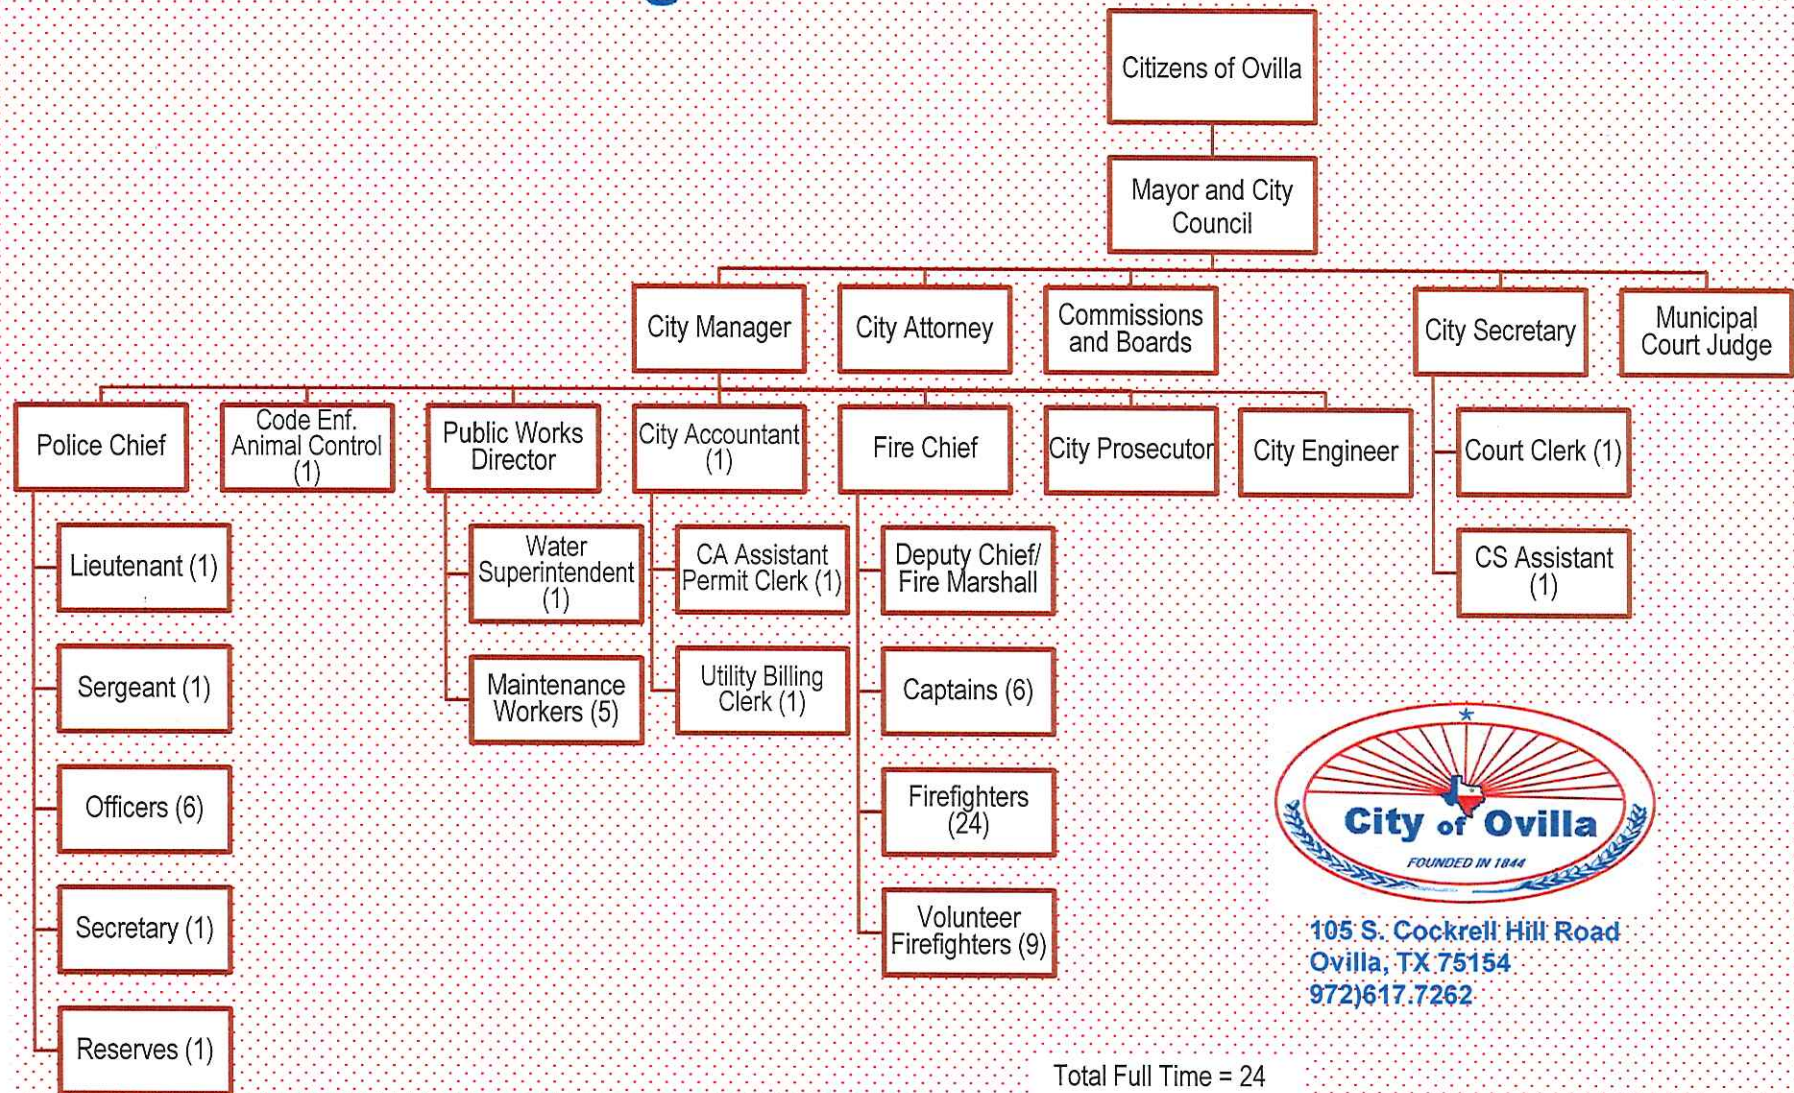 Citizens of Ovilla
Mayor and City
Council
City Manager
City Attorney
Commissions
and Boards
City Secretary
Municipal
Court Judge
Police Chief
Code Enf.
Animal Control
(1)
Public Works
Director
City Accountant
(1)
Fire Chief
City Prosecutor
City Engineer
Court Clerk (1)
Lieutenant (1)
Water
Superintendent
(1)
CA Assistant
Permit Clerk (1)
Deputy Chief/
Fire Marshall
CS Assistant
(1)
Sergeant (1)
Maintenance
Workers (5)
Utility Billing
Clerk (1)
Captains (6)
Officers (6)
Firefighters
(24)
City of Ovilla
FOUNDED IN 1844
Secretary (1)
Volunteer
Firefighters (9)
105 S. Cockrell Hill Road
Ovilla, TX 75154
972)617.7262
Reserves (1)
Total Full Time = 24